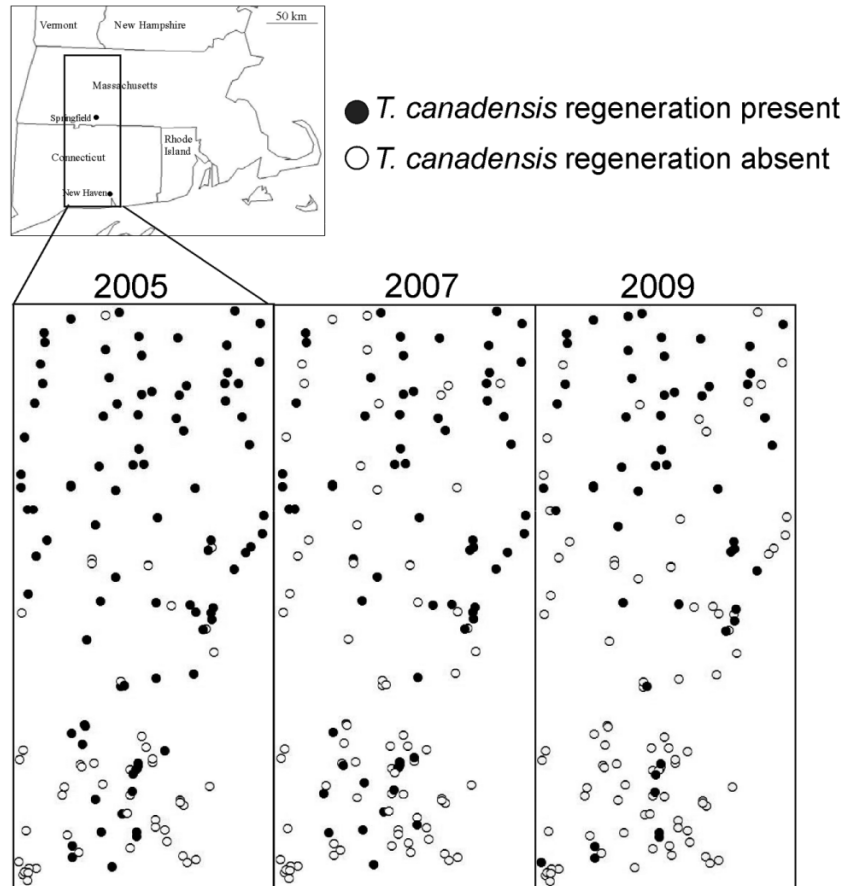 Vermont
New Hampshire
50 km
Massachusetts
Springfield
Connecticut
Rhode
Island
New Haven
T. canadensis regeneration present
T. canadensis regeneration absent
2005 2007 2009